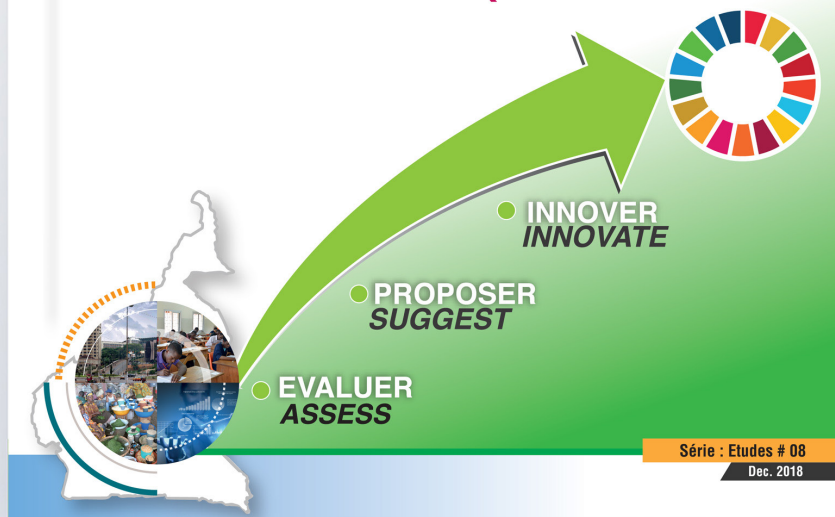 INNOVER
INNOVATE
PROPOSER
SUGGEST
EVALUER
ASSESS
Série : Etudes # 08
Dec. 2018